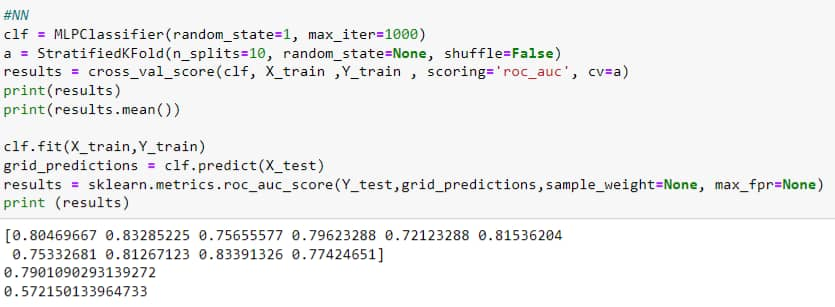 #NN
clf = MLPClassifier(random_state=1, max_iter=1000)
a = StratifiedKFold(n_splits=10, random_state=None, shuffle=False)
results = cross_val_score(clf, X_train ,Y_train , scoring='roc_auc', cv=a)
print(results)
print(results.mean())
clf.fit(X_train,Y_train)
grid_predictions = clf.predict(X_test)
results = sklearn.metrics.roc_auc_score(Y_test,grid_predictions,sample_weight=None, max_fpr=None)
print (results)
[0.80469667 0.83285225 0.75655577 0.79623288 0.72123288 0.81536204
0.75332681 0.81267123 0.83391326 0.77424651]
0.7901090293139272
0.572150133964733